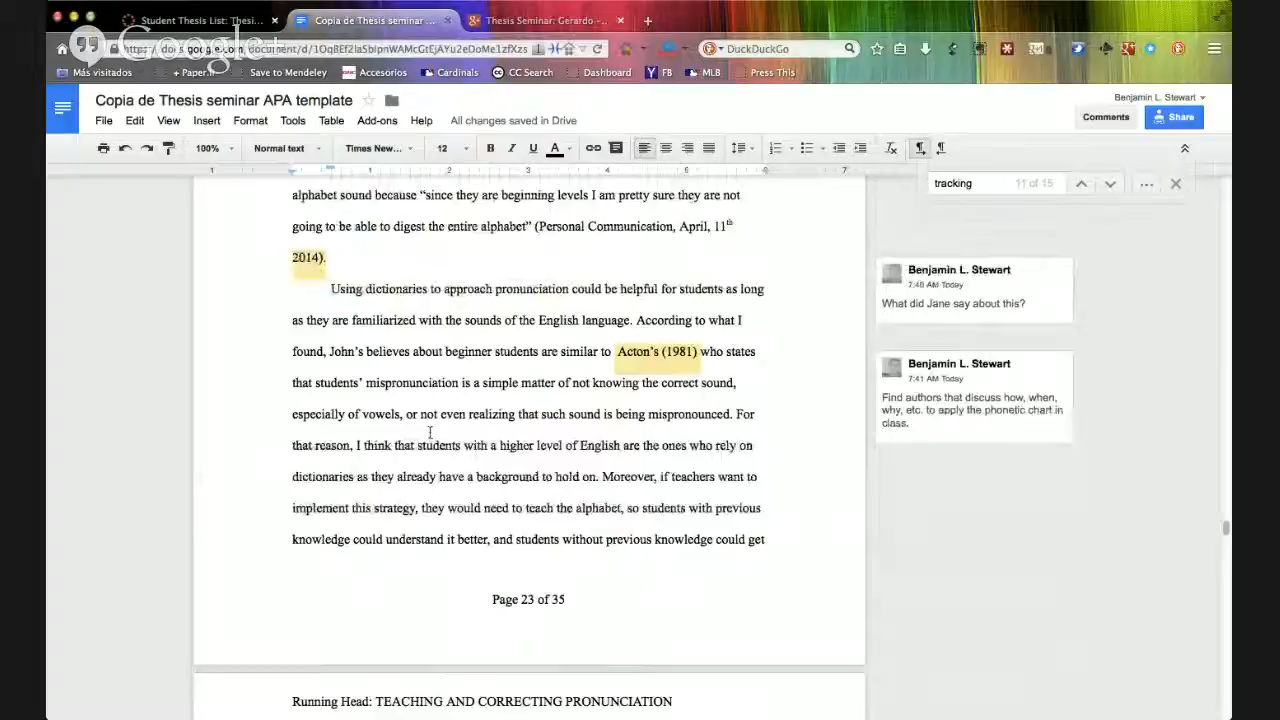 Student Thesis List: Thesi...
Copia de Thesis seminar ...
Thesis Seminar: Gerardo -...
Google+
DuckDuckGo
Más visitados
+ Paper.li
Save to Mendeley
Accesorios
Cardinals
CC Search
Dashboard
FB
MLB
Press This
Copia de Thesis seminar APA template
Benjamin L. Stewart
Comments
Share
File Edit View Insert Format Tools Table Add-ons Help All changes saved in Drive
100% Normal text Times New... 12
tracking 11 of 15
alphabet sound because “since they are beginning levels I am pretty sure they are not
going to be able to digest the entire alphabet” (Personal Communication, April, 11th
2014).
Using dictionaries to approach pronunciation could be helpful for students as long
as they are familiarized with the sounds of the English language. According to what I
found, John’s believes about beginner students are similar to Acton’s (1981) who states
that students’ mispronunciation is a simple matter of not knowing the correct sound,
especially of vowels, or not even realizing that such sound is being mispronounced. For
that reason, I think that students with a higher level of English are the ones who rely on
dictionaries as they already have a background to hold on. Moreover, if teachers want to
implement this strategy, they would need to teach the alphabet, so students with previous
knowledge could understand it better, and students without previous knowledge could get
Page 23 of 35
Running Head: TEACHING AND CORRECTING PRONUNCIATION
Benjamin L. Stewart
7:46 AM Today
What did Jane say about this?
Benjamin L. Stewart
7:41 AM Today
Find authors that discuss how, when,
why, etc. to apply the phonetic chart in
class.